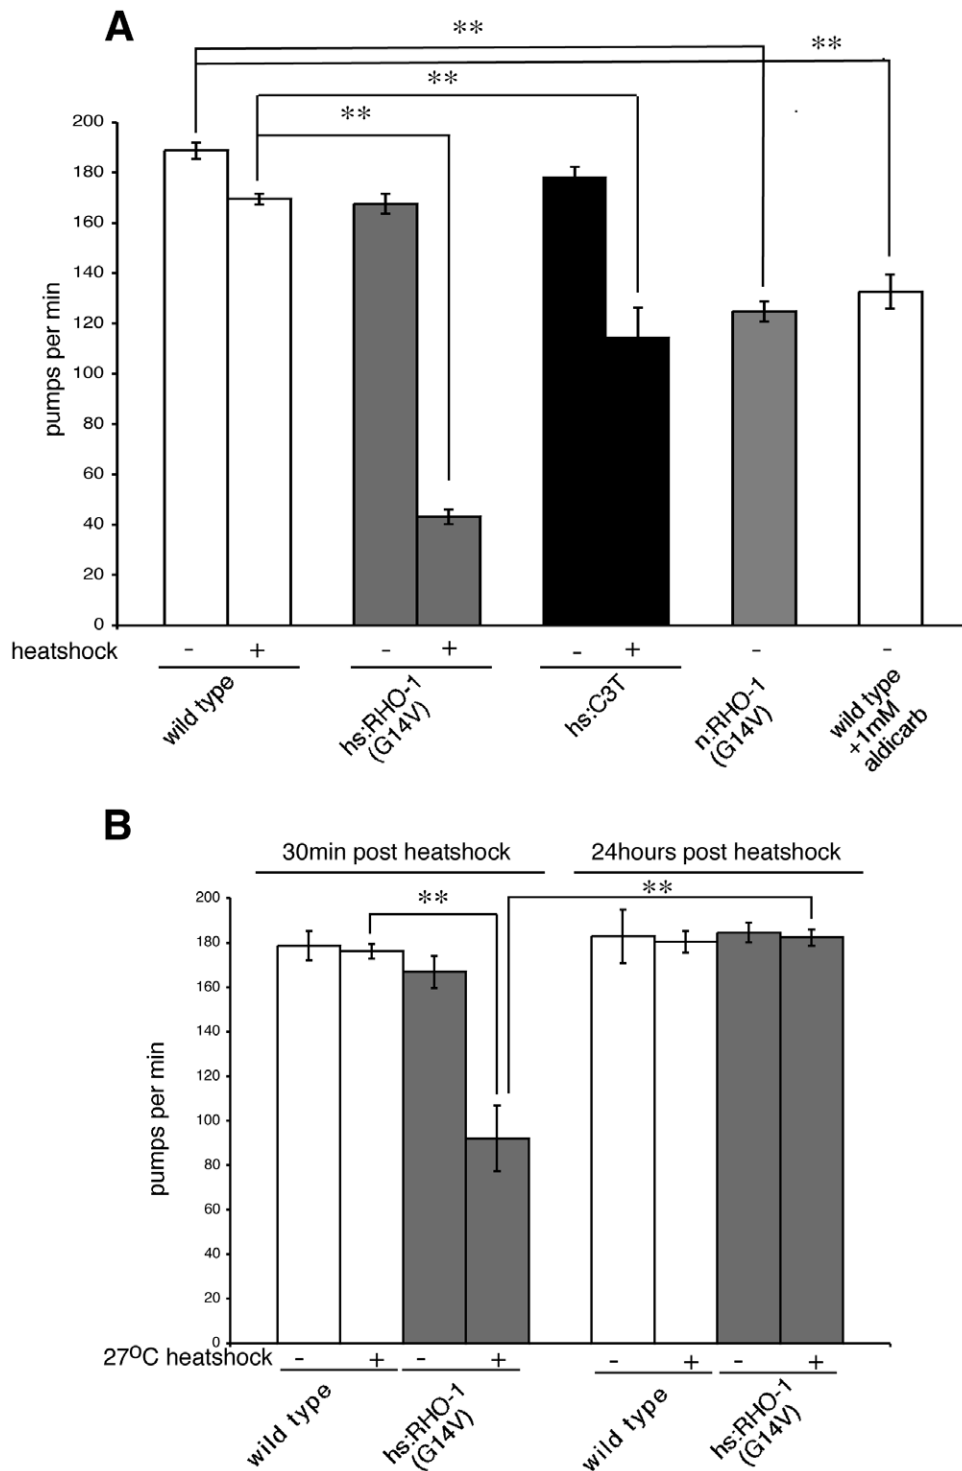 A
**
**
**
**
200
180
160
140
120
100
80
60
40
20
0
pumps per min
heatshock - + - + - + - -
wild type
hs:RHO-1
(G14V)
hs:C3T
n:RHO-1
(G14V)
wild type
+1mM
aldicarb
B
30min post heatshock
24hours post heatshock
**
**
200
180
160
140
120
100
80
60
40
20
0
pumps per min
27ºC heatshock - + - + - + - +
wild type
hs:RHO-1
(G14V)
wild type
hs:RHO-1
(G14V)